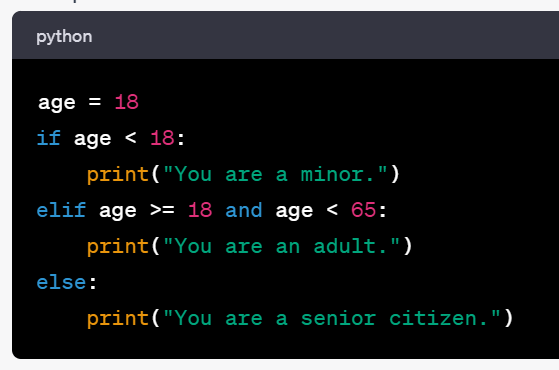 python
age = 18
if age < 18:
    print("You are a minor.")
elif age >= 18 and age < 65:
    print("You are an adult.")
else:
    print("You are a senior citizen.")